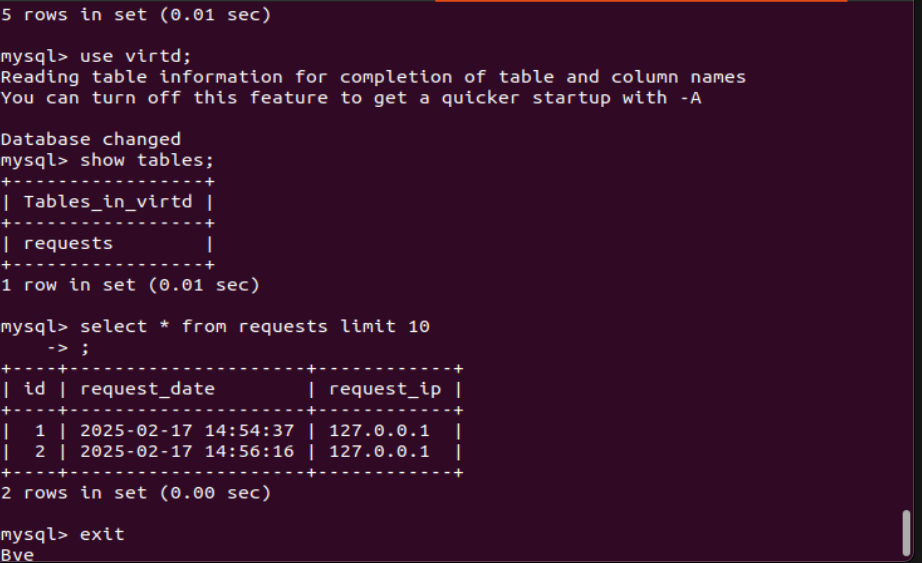 5 rows in set (0.01 sec)
mysql> use virtd;
Reading table information for completion of table and column names
You can turn off this feature to get a quicker startup with -A
Database changed
mysql> show tables;
+-----------------+
| Tables_in_virtd |
+-----------------+
| requests        |
+-----------------+
1 row in set (0.01 sec)
mysql> select * from requests limit 10
    -> ;
+----+---------------------+------------+
| id | request_date        | request_ip |
+----+---------------------+------------+
|  1 | 2025-02-17 14:54:37 | 127.0.0.1  |
|  2 | 2025-02-17 14:56:16 | 127.0.0.1  |
+----+---------------------+------------+
2 rows in set (0.00 sec)
mysql> exit
Bye